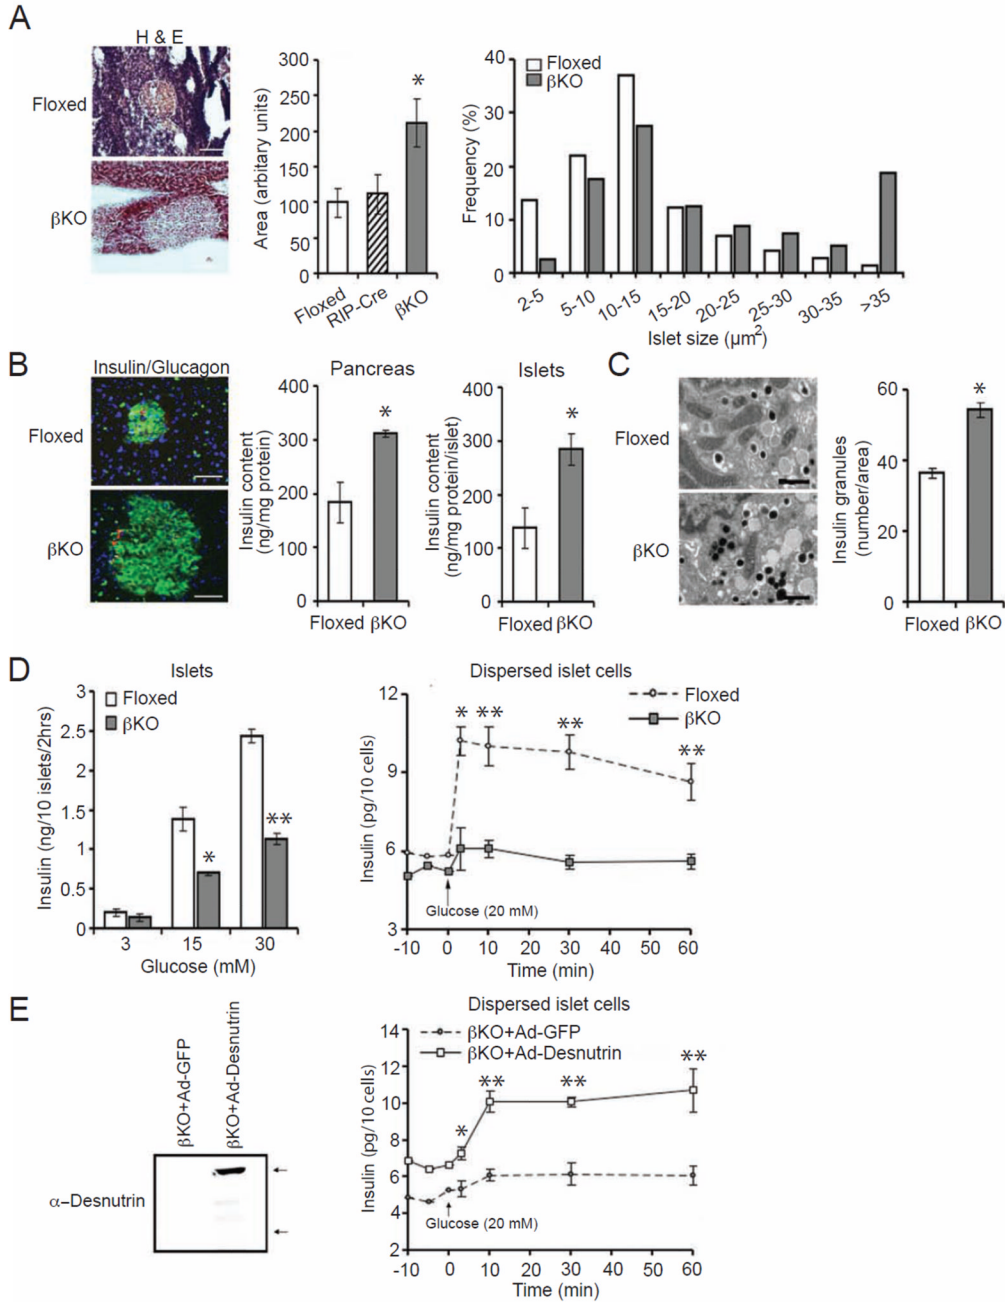 A
H & E
Floxed
βKO
Area (arbitary units)
300
250
200
150
100
50
0
*
Floxed
RIP-Cre
βKO
Frequency (%)
40
30
20
10
0
Floxed
βKO
2-5
5-10
10-15
15-20
20-25
25-30
30-35
>35
Islet size (µm²)
B
Insulin/Glucagon
Floxed
βKO
Pancreas
Insulin content
(ng/mg protein)
400
300
200
100
0
*
Floxed βKO
Islets
Insulin content
(ng/mg protein/islet)
400
300
200
100
0
*
Floxed βKO
C
Floxed
βKO
Insulin granules
(number/area)
60
40
20
0
*
Floxed βKO
D
Islets
Floxed
βKO
Insulin (ng/10 islets/2hrs)
3
2.5
2
1.5
1
0.5
0
*
**
3
15
30
Glucose (mM)
Dispersed islet cells
Floxed
βKO
Insulin (pg/10 cells)
12
9
6
3
*
**
**
**
Glucose (20 mM)
-10
0
10
20
30
40
50
60
Time (min)
E
βKO+Ad-GFP
βKO+Ad-Desnutrin
α–Desnutrin
Dispersed islet cells
βKO+Ad-GFP
βKO+Ad-Desnutrin
Insulin (pg/10 cells)
14
12
10
8
6
4
2
*
**
**
**
Glucose (20 mM)
-10
0
10
20
30
40
50
60
Time (min)